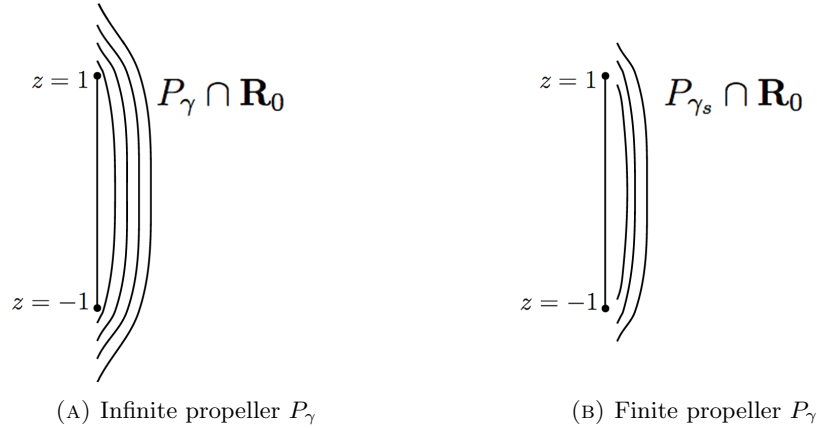 z = 1
P_γ ∩ R_0
z = −1
(A) Infinite propeller P_γ
z = 1
P_{γ_s} ∩ R_0
z = −1
(B) Finite propeller P_γ